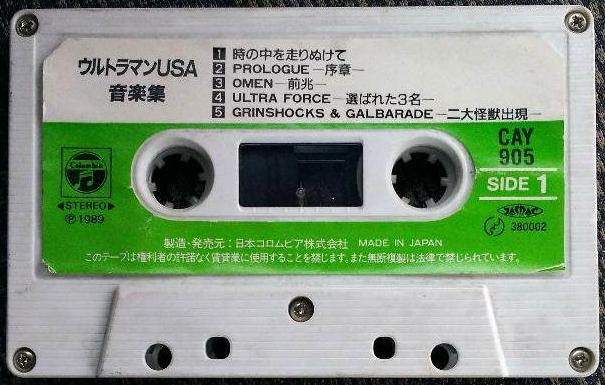 ウルトラマンUSA
音楽集
1 時の中を走りぬけて
2 PROLOGUE—序章—
3 OMEN—前兆—
4 ULTRA FORCE—選ばれた3名—
5 GRINSHOCKS & GALBARADE—二大怪獣出現—
CAY
905
SIDE 1
Columbia
◀STEREO▶
Ⓟ1989
JASRAC
380002
製造・発売元：日本コロムビア株式会社 MADE IN JAPAN
このテープは権利者の許諾なく賃貸業に使用することを禁じます。また無断複製は法律で禁じられています。